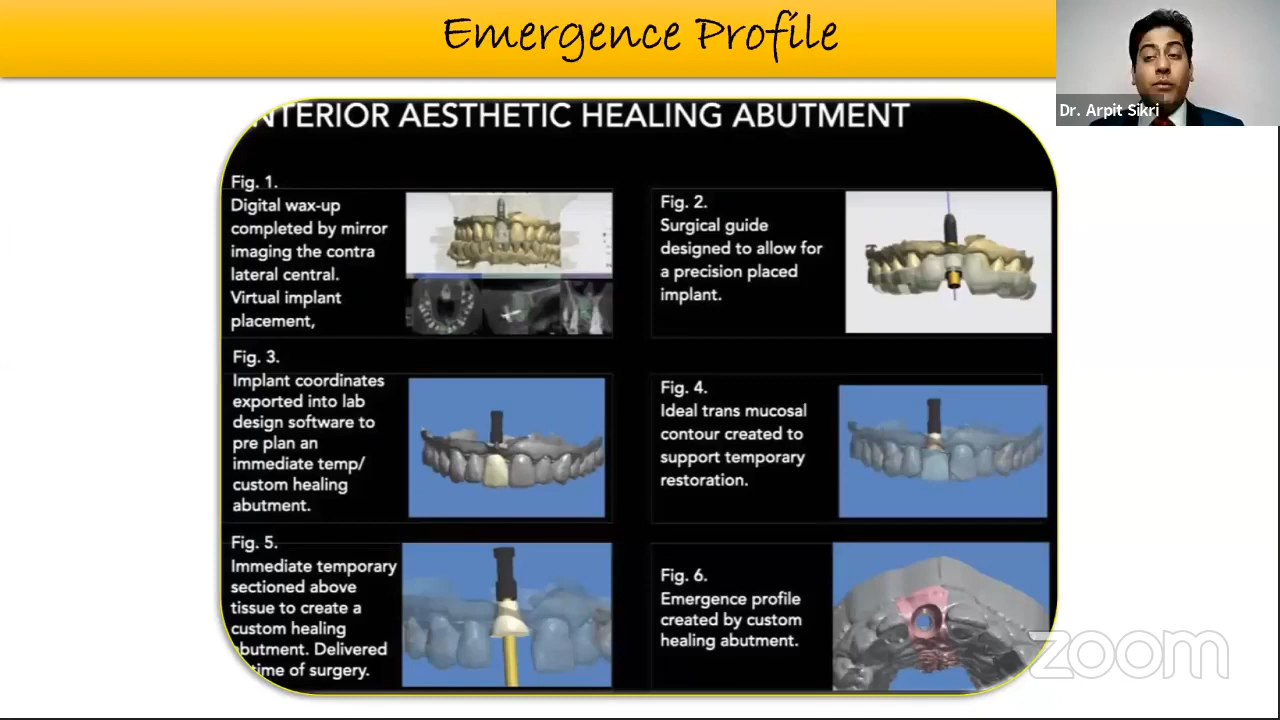 Emergence Profile
Dr. Arpit Sikri
NTERIOR AESTHETIC HEALING ABUTMENT
Fig. 1.
Digital wax-up
completed by mirror
imaging the contra
lateral central.
Virtual implant
placement,
Fig. 2.
Surgical guide
designed to allow for
a precision placed
implant.
Fig. 3.
Implant coordinates
exported into lab
design software to
pre plan an
immediate temp/
custom healing
abutment.
Fig. 4.
Ideal trans mucosal
contour created to
support temporary
restoration.
Fig. 5.
Immediate temporary
sectioned above
tissue to create a
custom healing
abutment. Delivered
time of surgery.
Fig. 6.
Emergence profile
created by custom
healing abutment.
zoom